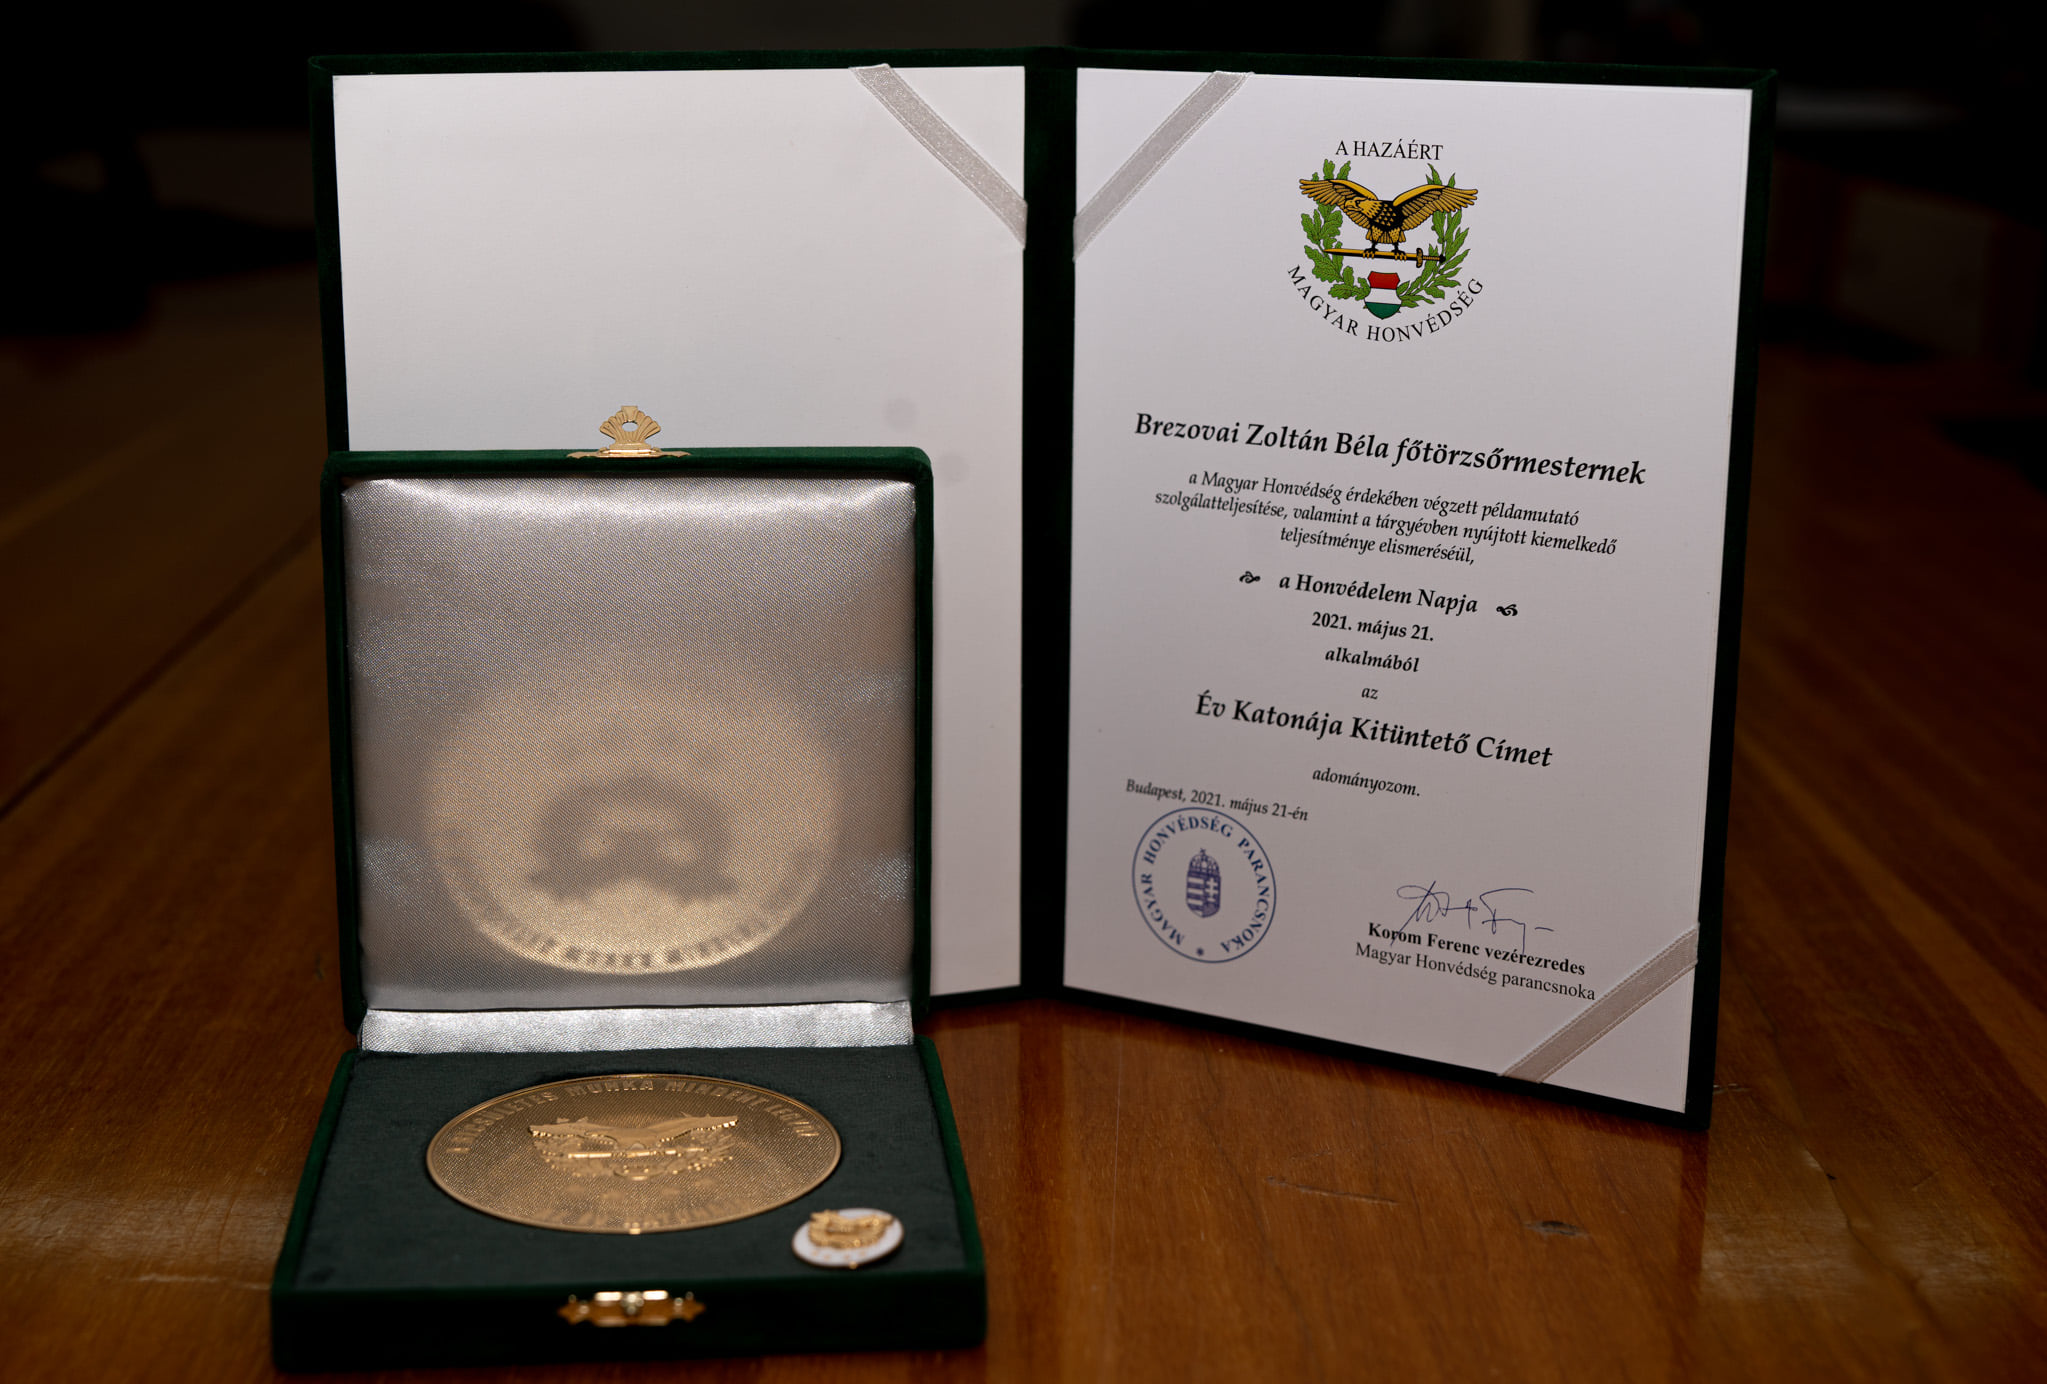 A HAZÁÉRT
MAGYAR HONVÉDSÉG
Brezovai Zoltán Béla főtörzsőrmesternek
a Magyar Honvédség érdekében végzett példamutató
szolgálatteljesítése, valamint a tárgyévben nyújtott kiemelkedő
teljesítménye elismeréséül,
a Honvédelem Napja
2021. május 21.
alkalmából
az
Év Katonája Kitüntető Címet
adományozom.
Budapest, 2021. május 21-én
MAGYAR HONVÉDSÉG PARANCSNOKA *
Korom Ferenc vezérezredes
Magyar Honvédség parancsnoka
MUNKA MINDENT